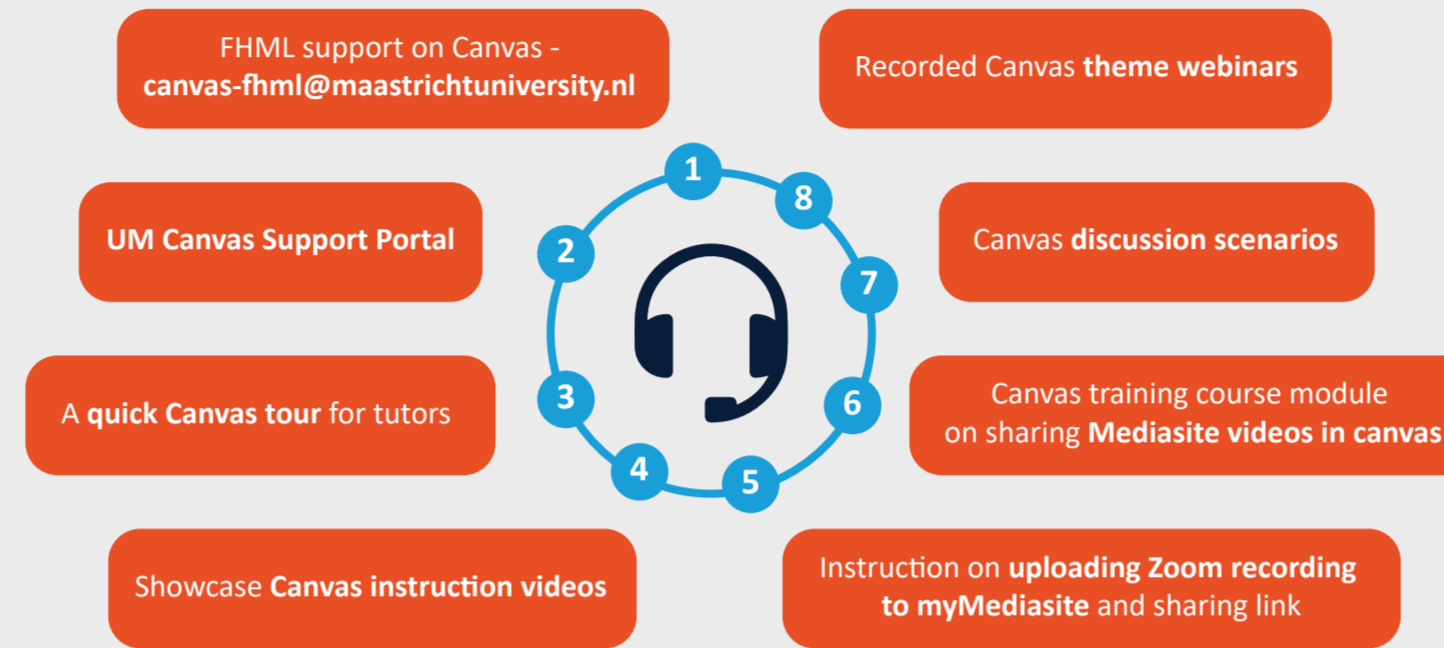 FHML support on Canvas -
canvas-fhml@maastrichtuniversity.nl
Recorded Canvas theme webinars
1
8
UM Canvas Support Portal
2
Canvas discussion scenarios
7
A quick Canvas tour for tutors
3
6
Canvas training course module
on sharing Mediasite videos in canvas
4
5
Showcase Canvas instruction videos
Instruction on uploading Zoom recording
to myMediasite and sharing link